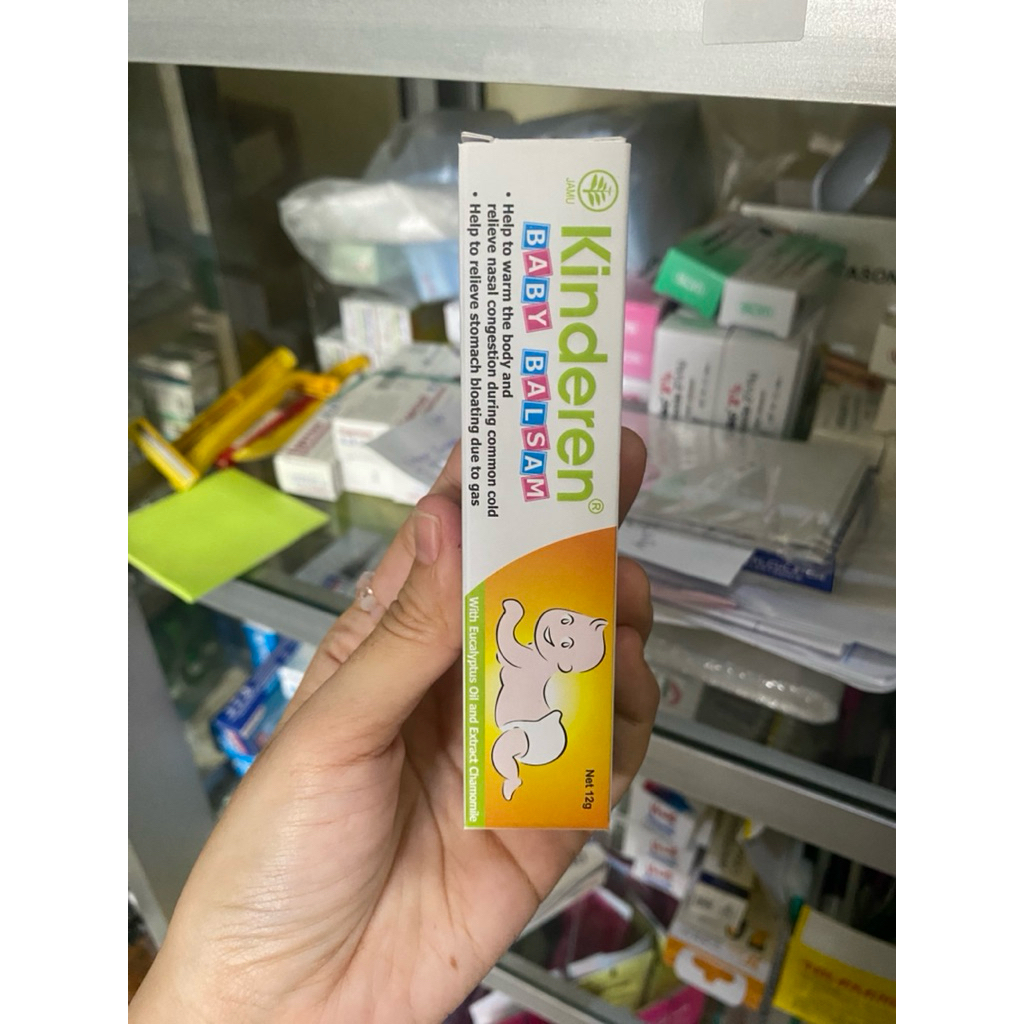 JAMU
Kinderen®
BABY BALSAM
• Help to warm the body and
relieve nasal congestion during common cold
• Help to relieve stomach bloating due to gas
With Eucalyptus Oil and Extract Chamomile
Net 12g